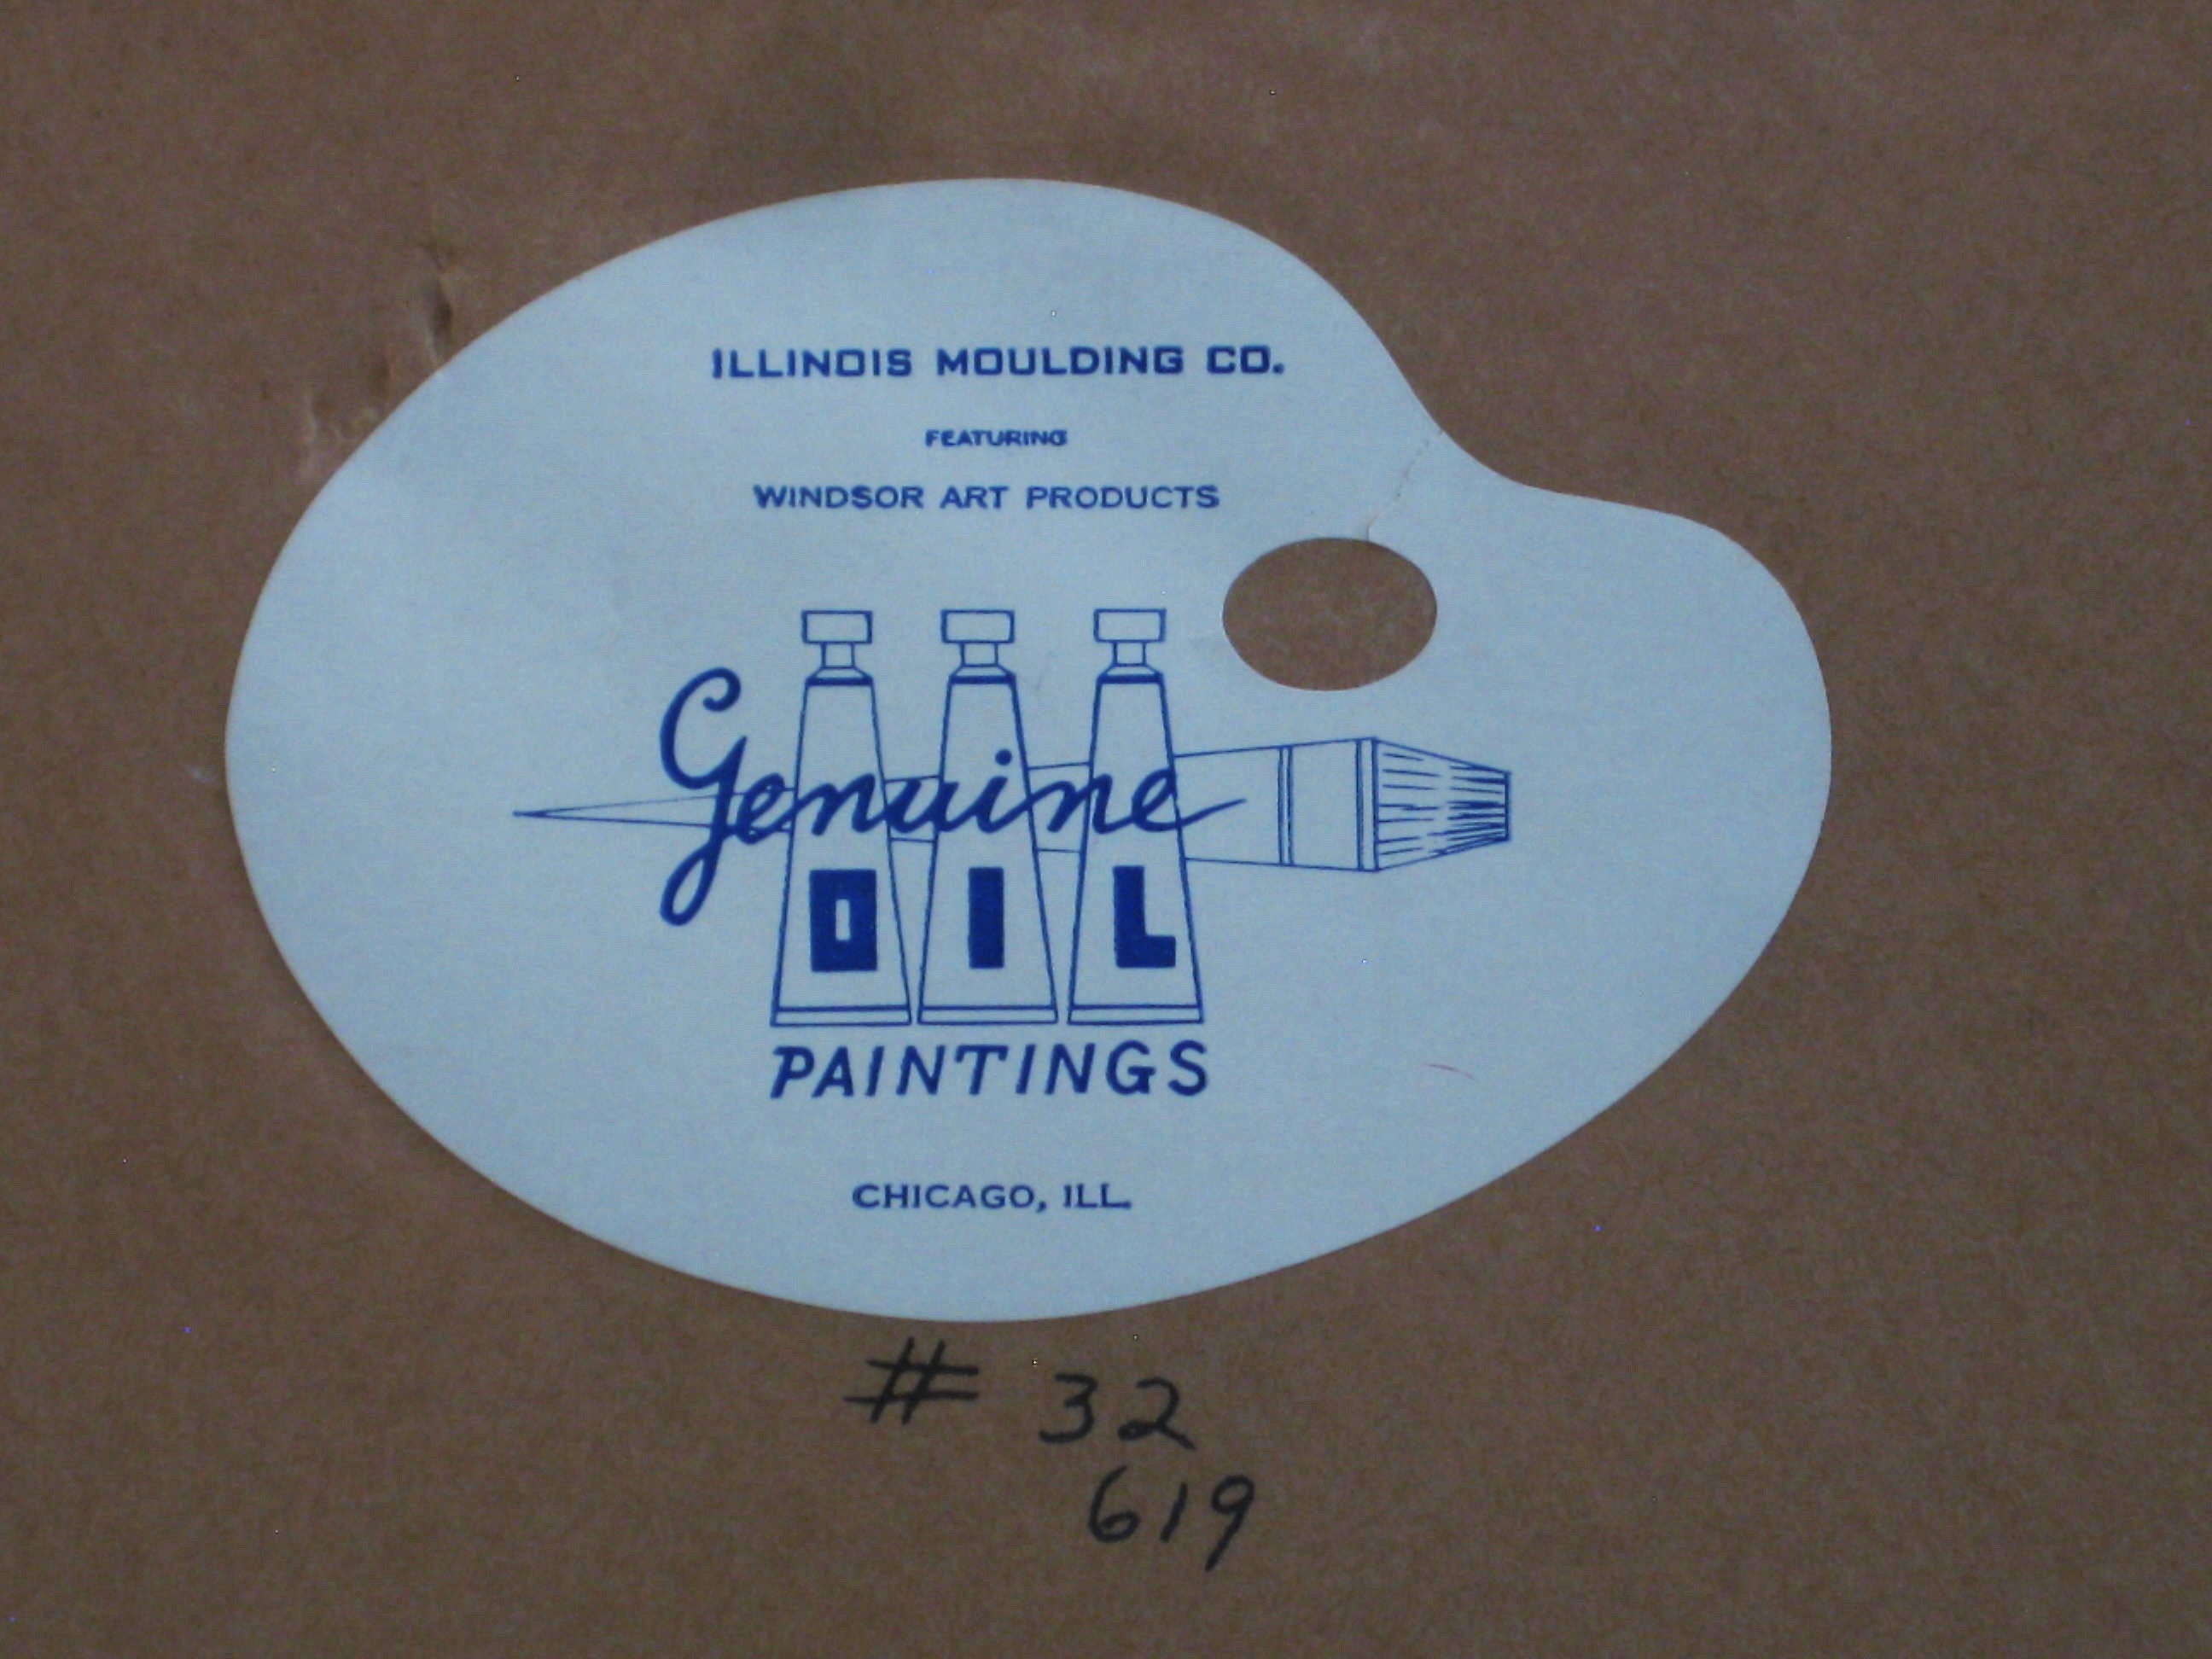 ILLINOIS MOULDING CO.
FEATURING
WINDSOR ART PRODUCTS
Genuine
OIL
PAINTINGS
CHICAGO, ILL.
# 32
619